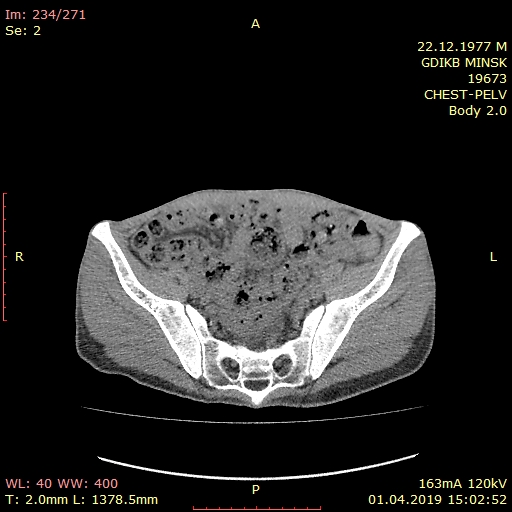 Im: 234/271
Se: 2
A
22.12.1977 M
GDIKB MINSK
19673
CHEST-PELV
Body 2.0
R
L
WL: 40 WW: 400
T: 2.0mm L: 1378.5mm
P
163mA 120kV
01.04.2019 15:02:52